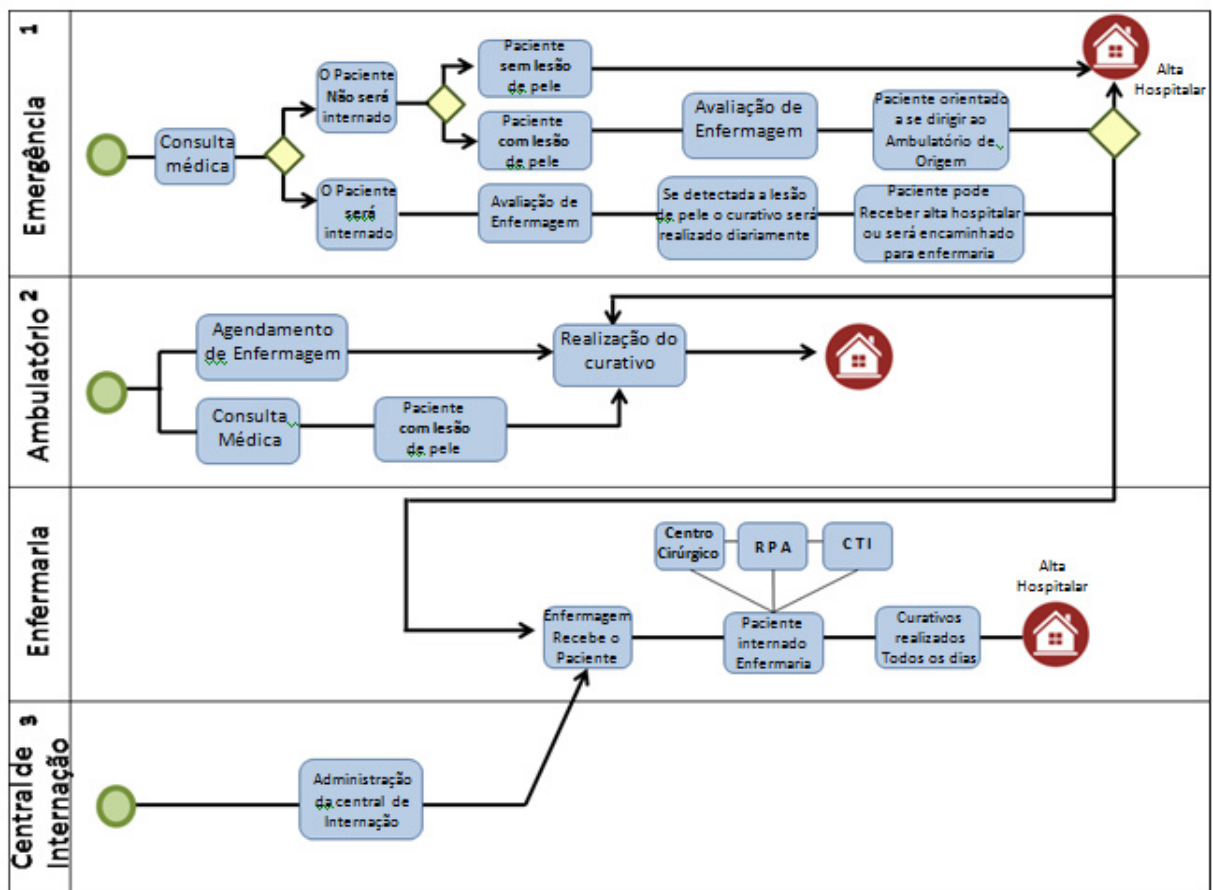 Emergência 1
Consulta
médica
O Paciente
Não será
internado
Paciente
sem lesão
de pele
Paciente
com lesão
de pele
Avaliação de
Enfermagem
Paciente orientado
a se dirigir ao
Ambulatório de
Origem
Alta
Hospitalar
O Paciente
será
internado
Avaliação de
Enfermagem
Se detectada a lesão
de pele o curativo será
realizado diariamente
Paciente pode
Receber alta hospitalar
ou será encaminhado
para enfermaria
Ambulatório 2
Agendamento
de Enfermagem
Realização do
curativo
Consulta
Médica
Paciente
com lesão
de pele
Enfermaria
Centro
Cirúrgico
R P A
C T I
Enfermagem
Recebe o
Paciente
Paciente
internado
Enfermaria
Curativos
realizados
Todos os dias
Alta
Hospitalar
Central de 3
Internação
Administração
da central de
Internação